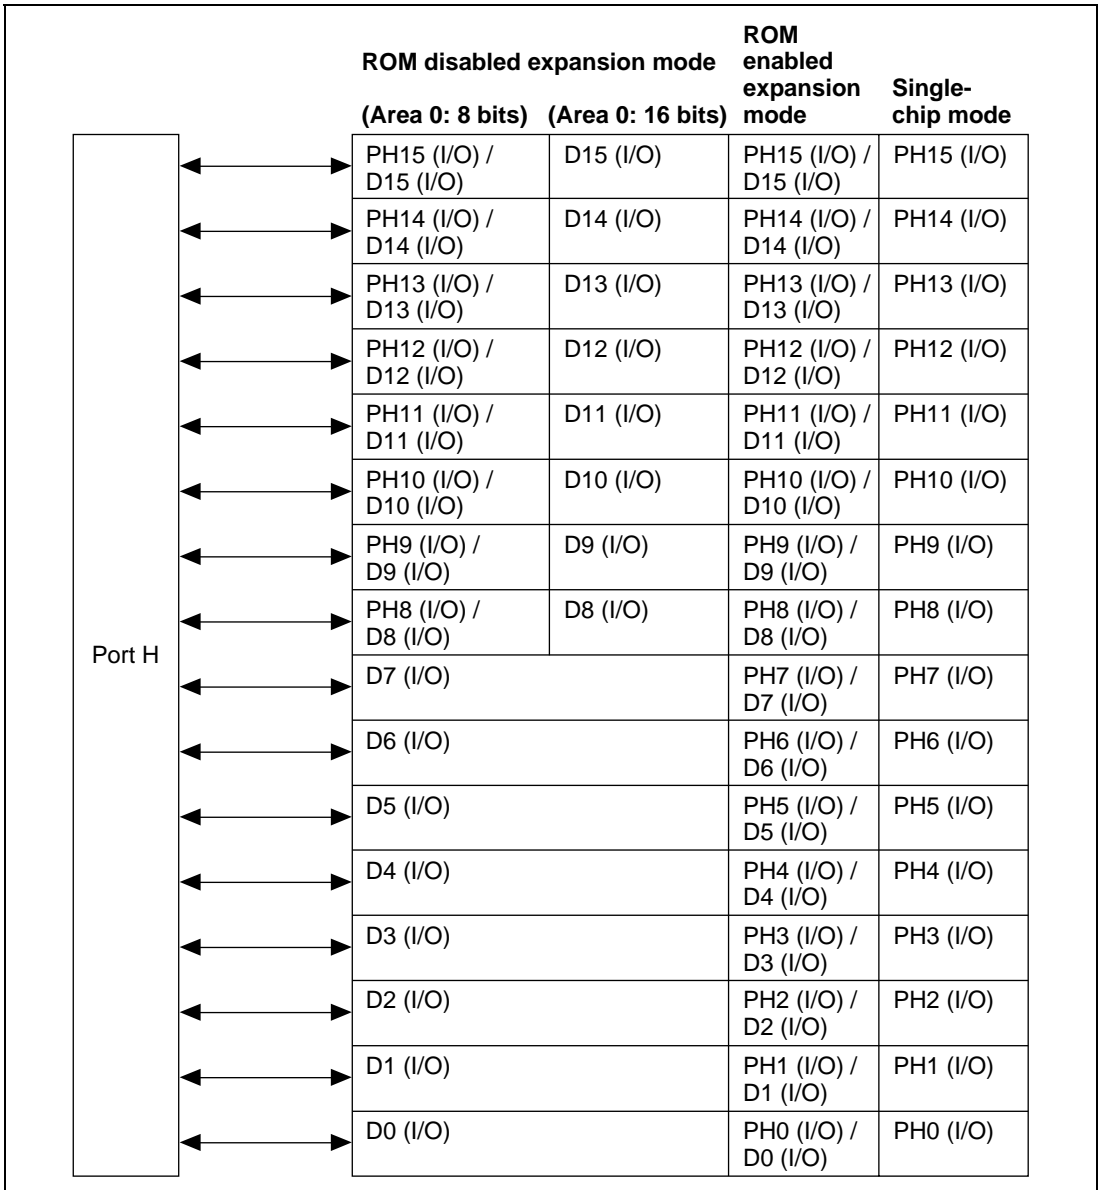 ROM disabled expansion mode
(Area 0: 8 bits)
(Area 0: 16 bits)
ROM
enabled
expansion
mode
Single-
chip mode
Port H
PH15 (I/O) /
D15 (I/O)
D15 (I/O)
PH15 (I/O) /
D15 (I/O)
PH15 (I/O)
PH14 (I/O) /
D14 (I/O)
D14 (I/O)
PH14 (I/O) /
D14 (I/O)
PH14 (I/O)
PH13 (I/O) /
D13 (I/O)
D13 (I/O)
PH13 (I/O) /
D13 (I/O)
PH13 (I/O)
PH12 (I/O) /
D12 (I/O)
D12 (I/O)
PH12 (I/O) /
D12 (I/O)
PH12 (I/O)
PH11 (I/O) /
D11 (I/O)
D11 (I/O)
PH11 (I/O) /
D11 (I/O)
PH11 (I/O)
PH10 (I/O) /
D10 (I/O)
D10 (I/O)
PH10 (I/O) /
D10 (I/O)
PH10 (I/O)
PH9 (I/O) /
D9 (I/O)
D9 (I/O)
PH9 (I/O) /
D9 (I/O)
PH9 (I/O)
PH8 (I/O) /
D8 (I/O)
D8 (I/O)
PH8 (I/O) /
D8 (I/O)
PH8 (I/O)
D7 (I/O)
PH7 (I/O) /
D7 (I/O)
PH7 (I/O)
D6 (I/O)
PH6 (I/O) /
D6 (I/O)
PH6 (I/O)
D5 (I/O)
PH5 (I/O) /
D5 (I/O)
PH5 (I/O)
D4 (I/O)
PH4 (I/O) /
D4 (I/O)
PH4 (I/O)
D3 (I/O)
PH3 (I/O) /
D3 (I/O)
PH3 (I/O)
D2 (I/O)
PH2 (I/O) /
D2 (I/O)
PH2 (I/O)
D1 (I/O)
PH1 (I/O) /
D1 (I/O)
PH1 (I/O)
D0 (I/O)
PH0 (I/O) /
D0 (I/O)
PH0 (I/O)